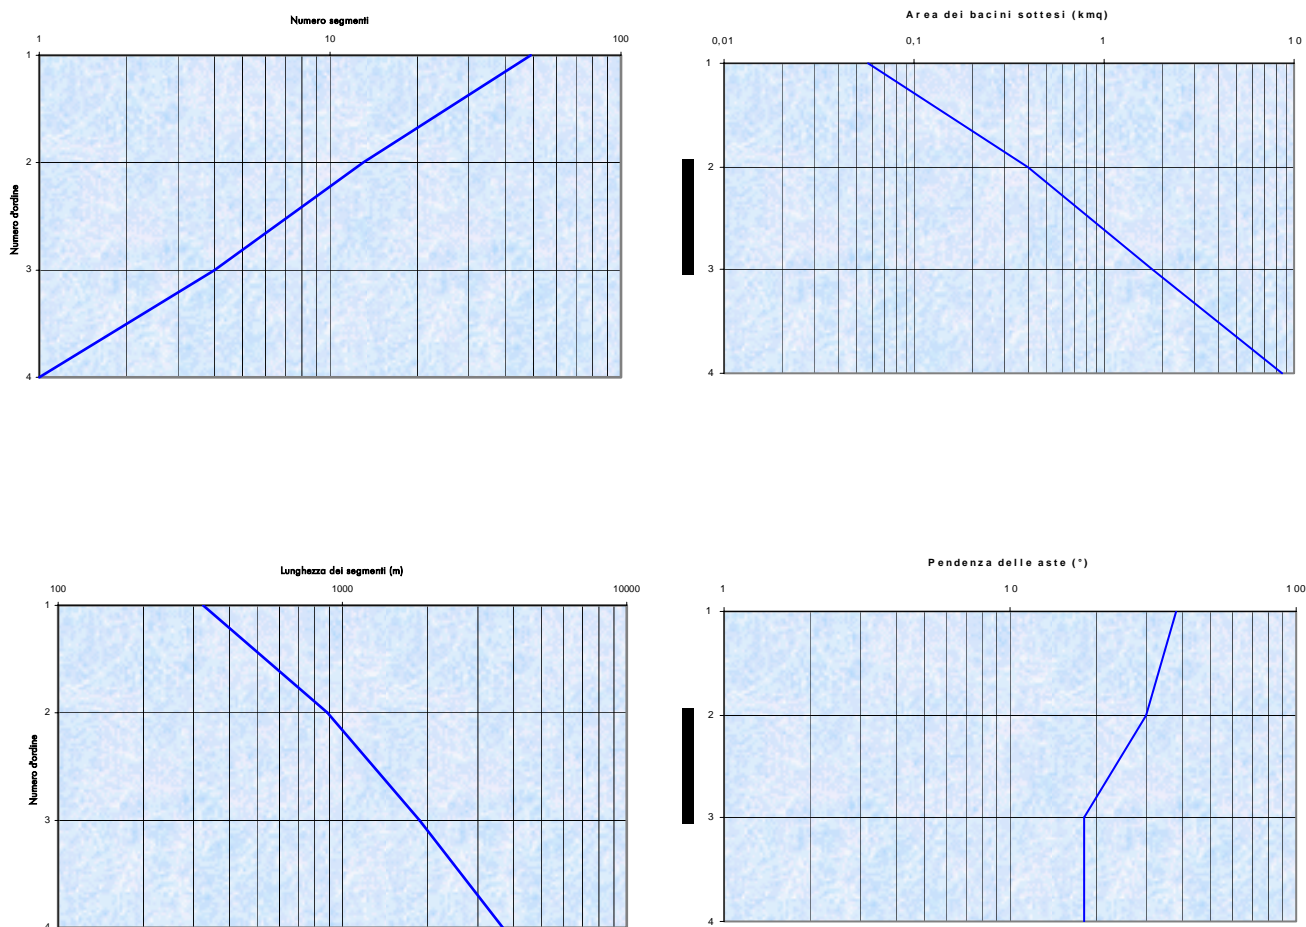 Numero segmenti
1 10 100
1
2
3
4
Numero d'ordine
Area dei bacini sottesi (kmq)
0,01 0,1 1 10
1
2
3
4
Lunghezza dei segmenti (m)
100 1000 10000
1
2
3
4
Numero d'ordine
Pendenza delle aste (°)
1 10 100
1
2
3
4